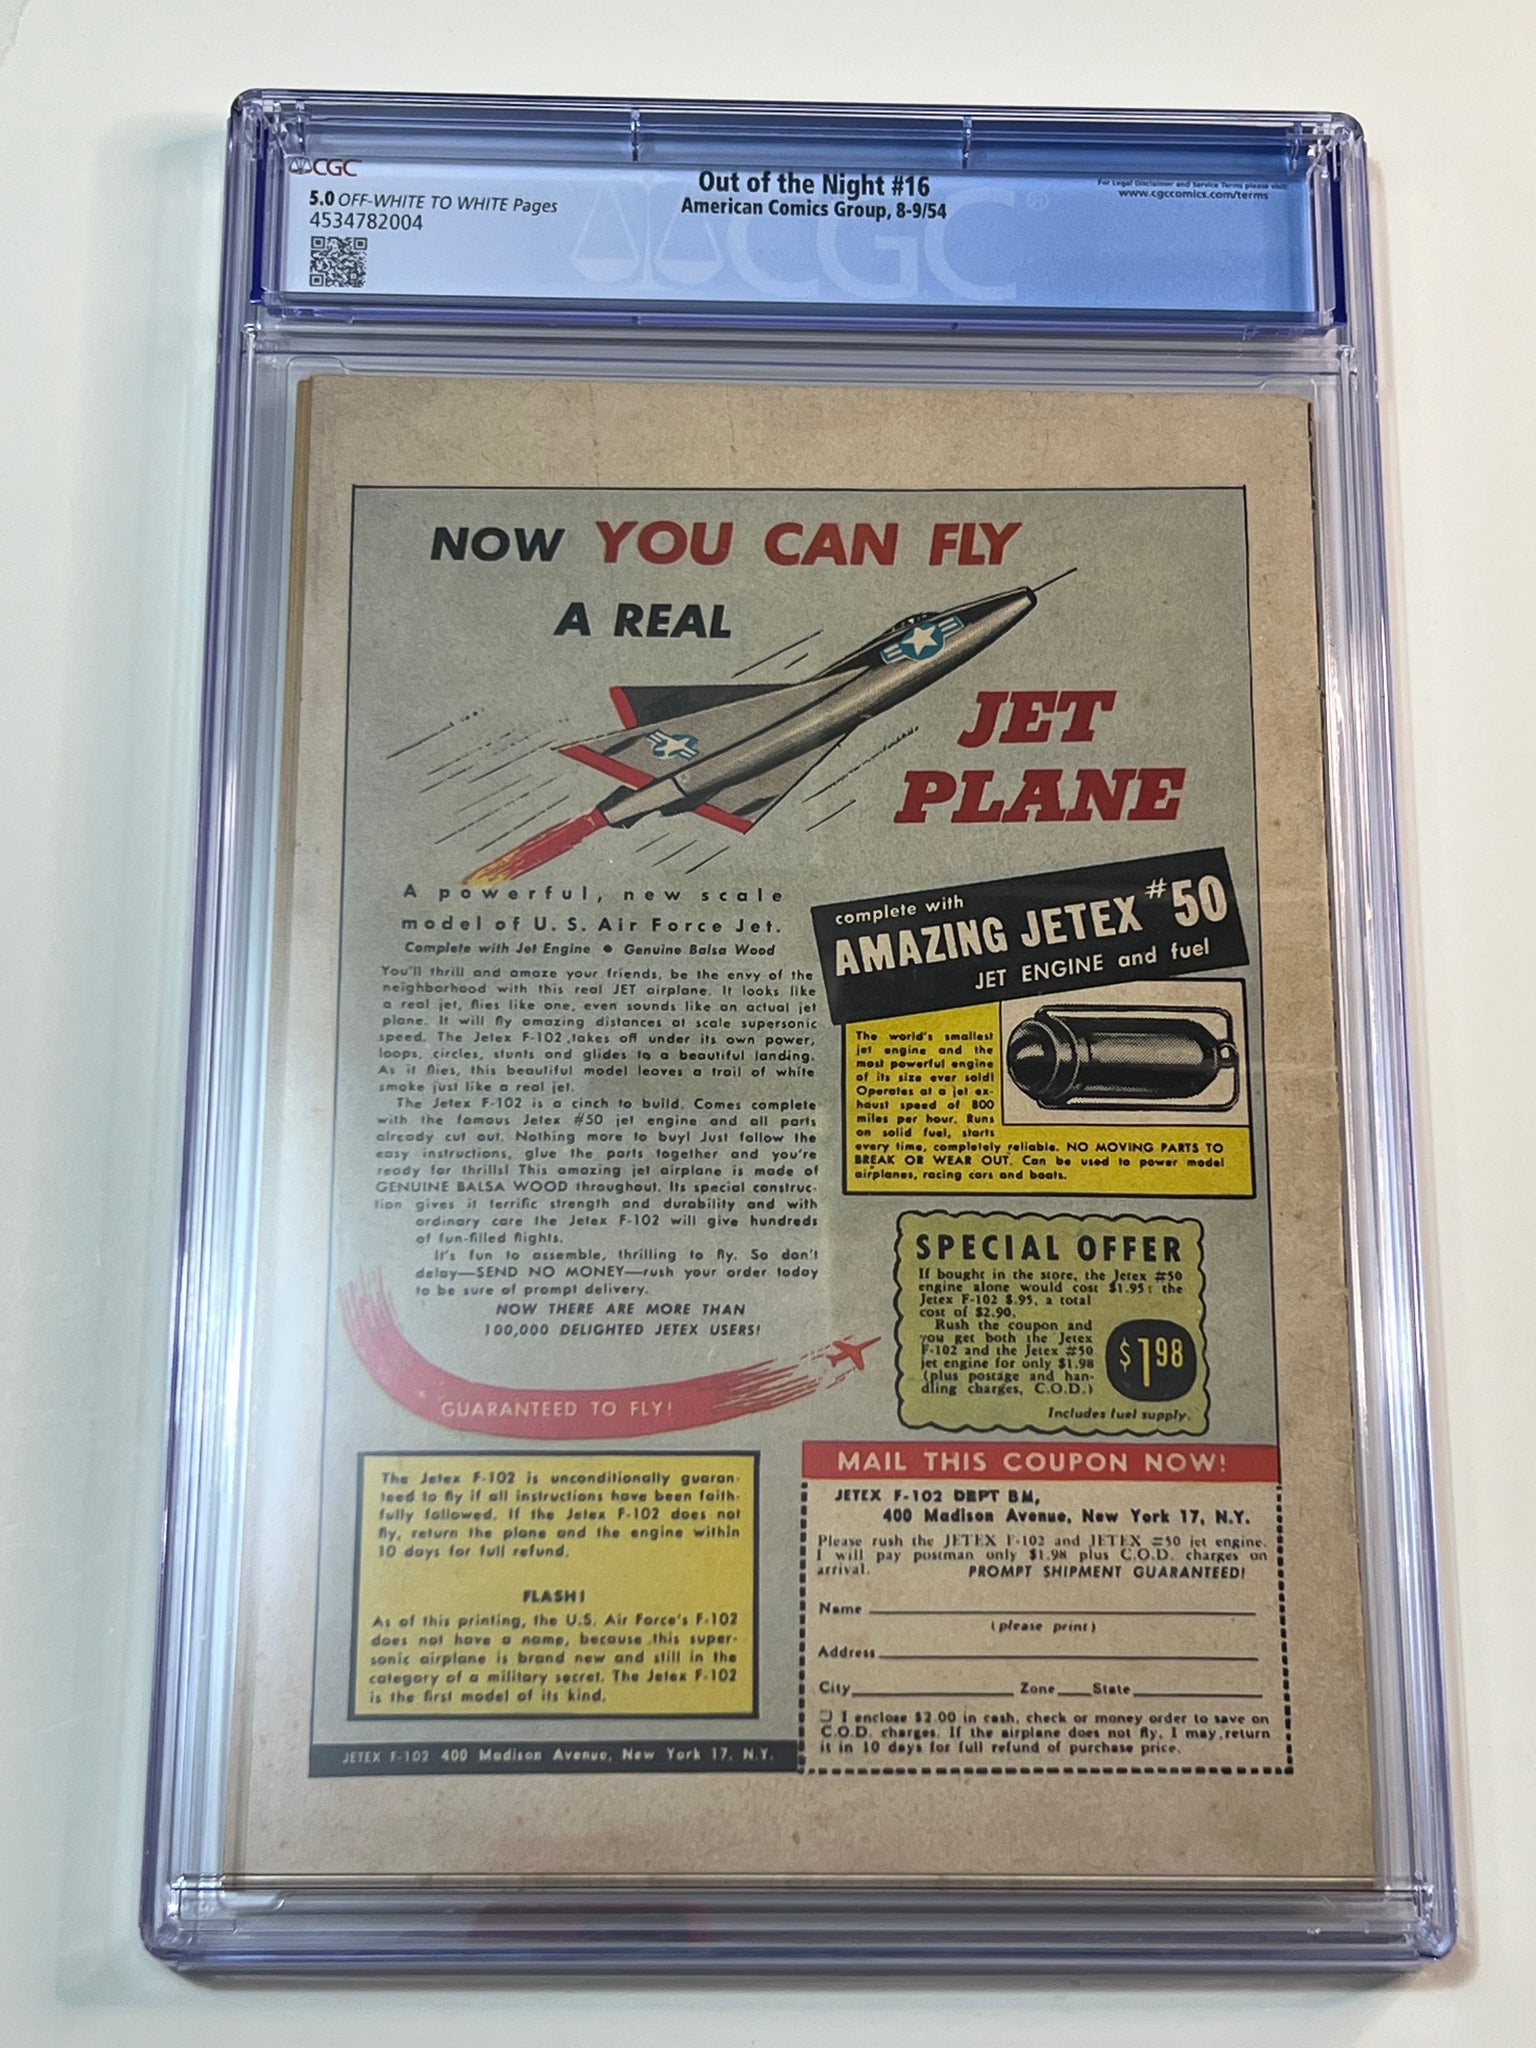 CGC
5.0 OFF-WHITE TO WHITE Pages
4534782004
Out of the Night #16
American Comics Group, 8-9/54
For Legal Disclaimer and Service Terms please visit:
www.cgccomics.com/terms
CGC®
NOW YOU CAN FLY
A REAL
JET
PLANE
A powerful, new scale
model of U. S. Air Force Jet.
Complete with Jet Engine • Genuine Balsa Wood
You'll thrill and amaze your friends, be the envy of the
neighborhood with this real JET airplane. It looks like
a real jet, flies like one, even sounds like an actual jet
plane. It will fly amazing distances at scale supersonic
speed. The Jetex F-102 takes off under its own power,
loops, circles, stunts and glides to a beautiful landing.
As it flies, this beautiful model leaves a trail of white
smoke just like a real jet.
The Jetex F-102 is a cinch to build. Comes complete
with the famous Jetex #50 jet engine and all parts
already cut out. Nothing more to buy! Just follow the
easy instructions, glue the parts together and you're
ready for thrills! This amazing jet airplane is made of
GENUINE BALSA WOOD throughout. Its special construc-
tion gives it terrific strength and durability and with
ordinary care the Jetex F-102 will give hundreds
of fun-filled flights.
It's fun to assemble, thrilling to fly. So don't
delay—SEND NO MONEY—rush your order today
to be sure of prompt delivery.
NOW THERE ARE MORE THAN
100,000 DELIGHTED JETEX USERS!
GUARANTEED TO FLY!
complete with
AMAZING JETEX #50
JET ENGINE and fuel
The world's smallest
jet engine and the
most powerful engine
of its size ever sold!
Operates at a jet ex-
haust speed of 800
miles per hour. Runs
on solid fuel, starts
every time, completely reliable. NO MOVING PARTS TO
BREAK OR WEAR OUT. Can be used to power model
airplanes, racing cars and boats.
SPECIAL OFFER
If bought in the store, the Jetex #50
engine alone would cost $1.95; the
Jetex F-102 $.95, a total
cost of $2.90.
Rush the coupon and
you get both the Jetex
F-102 and the Jetex #50
jet engine for only $1.98
(plus postage and han-
dling charges, C.O.D.)
$1.98
Includes fuel supply.
The Jetex F-102 is unconditionally guaran-
teed to fly if all instructions have been faith-
fully followed. If the Jetex F-102 does not
fly, return the plane and the engine within
10 days for full refund.
FLASH!
As of this printing, the U.S. Air Force's F-102
does not have a name, because this super-
sonic airplane is brand new and still in the
category of a military secret. The Jetex F-102
is the first model of its kind.
JETEX F-102 400 Madison Avenue, New York 17, N.Y.
MAIL THIS COUPON NOW!
JETEX F-102 DEPT BM,
400 Madison Avenue, New York 17, N.Y.
Please rush the JETEX F-102 and JETEX #50 jet engine.
I will pay postman only $1.98 plus C.O.D. charges on
arrival. PROMPT SHIPMENT GUARANTEED!
Name
(please print)
Address
City Zone State
☐ I enclose $2.00 in cash, check or money order to save on
C.O.D. charges. If the airplane does not fly, I may return
it in 10 days for full refund of purchase price.